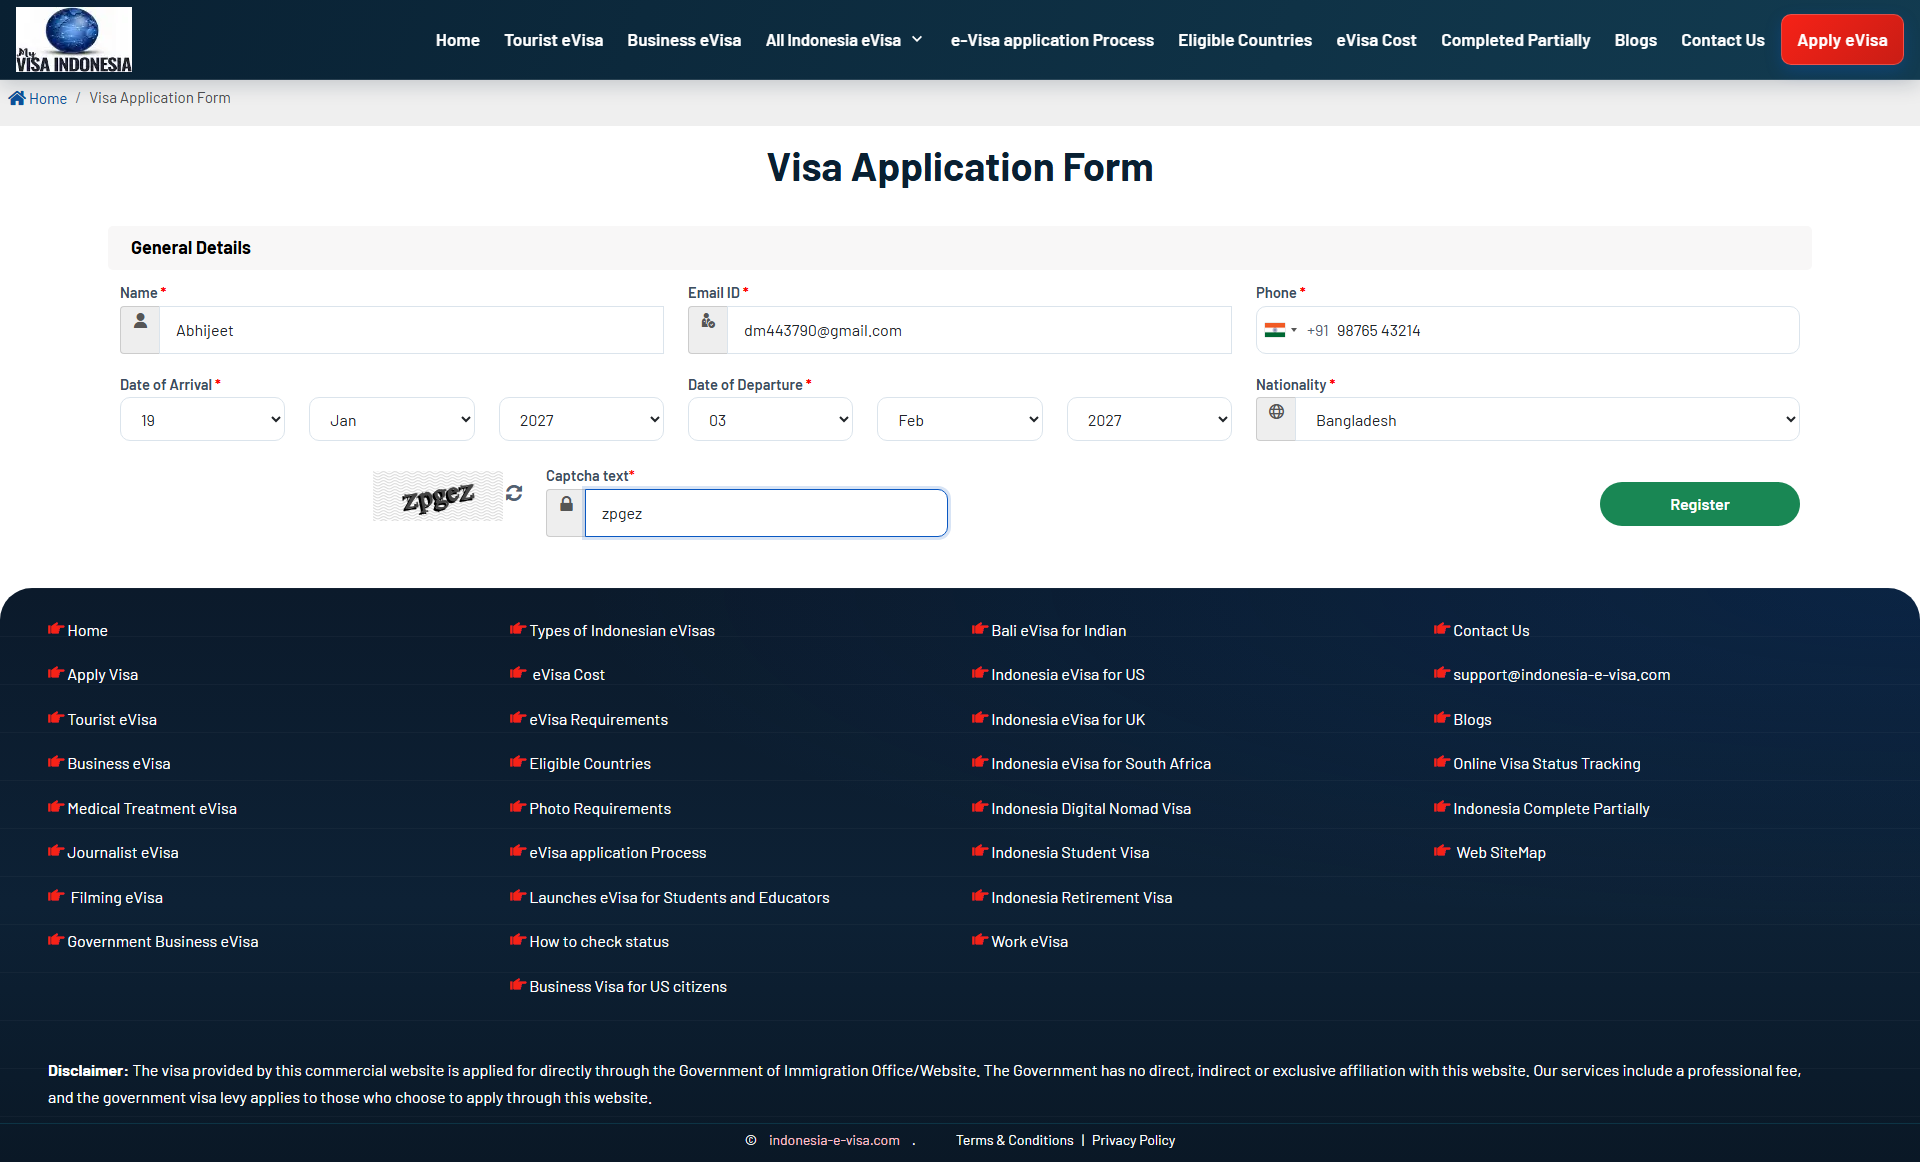 My
VISA INDONESIA
Home Tourist eVisa Business eVisa All Indonesia eVisa e-Visa application Process Eligible Countries eVisa Cost Completed Partially Blogs Contact Us Apply eVisa
Home / Visa Application Form
Visa Application Form
General Details
Name * Email ID * Phone *
Abhijeet dm443790@gmail.com +91 98765 43214
Date of Arrival * Date of Departure * Nationality *
19 Jan 2027 03 Feb 2027 Bangladesh
Captcha text*
zpgez zpgez Register
Home Types of Indonesian eVisas Bali eVisa for Indian Contact Us
Apply Visa eVisa Cost Indonesia eVisa for US support@indonesia-e-visa.com
Tourist eVisa eVisa Requirements Indonesia eVisa for UK Blogs
Business eVisa Eligible Countries Indonesia eVisa for South Africa Online Visa Status Tracking
Medical Treatment eVisa Photo Requirements Indonesia Digital Nomad Visa Indonesia Complete Partially
Journalist eVisa eVisa application Process Indonesia Student Visa Web SiteMap
Filming eVisa Launches eVisa for Students and Educators Indonesia Retirement Visa
Government Business eVisa How to check status Work eVisa
Business Visa for US citizens
Disclaimer: The visa provided by this commercial website is applied for directly through the Government of Immigration Office/Website. The Government has no direct, indirect or exclusive affiliation with this website. Our services include a professional fee,
and the government visa levy applies to those who choose to apply through this website.
© indonesia-e-visa.com . Terms & Conditions | Privacy Policy